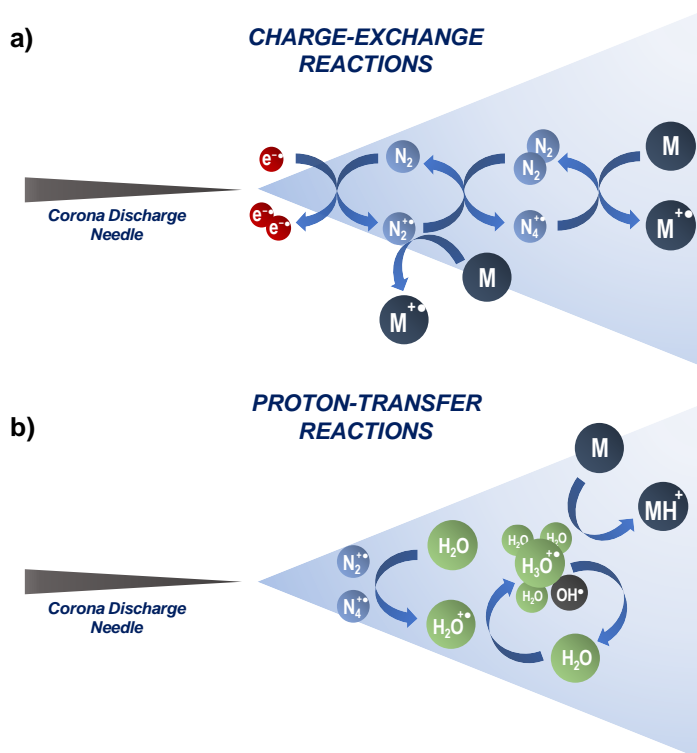 a)
CHARGE-EXCHANGE
REACTIONS
e⁻•
N₂
N₂
N₂
M
Corona Discharge
Needle
e⁻•
e⁻•
N₂⁺•
N₄⁺•
M⁺•
M
M⁺•
b)
PROTON-TRANSFER
REACTIONS
M
MH⁺
N₂⁺•
H₂O
H₂O
H₂O
H₃O⁺•
Corona Discharge
Needle
N₄⁺•
H₂O⁺•
H₂O
OH•
H₂O